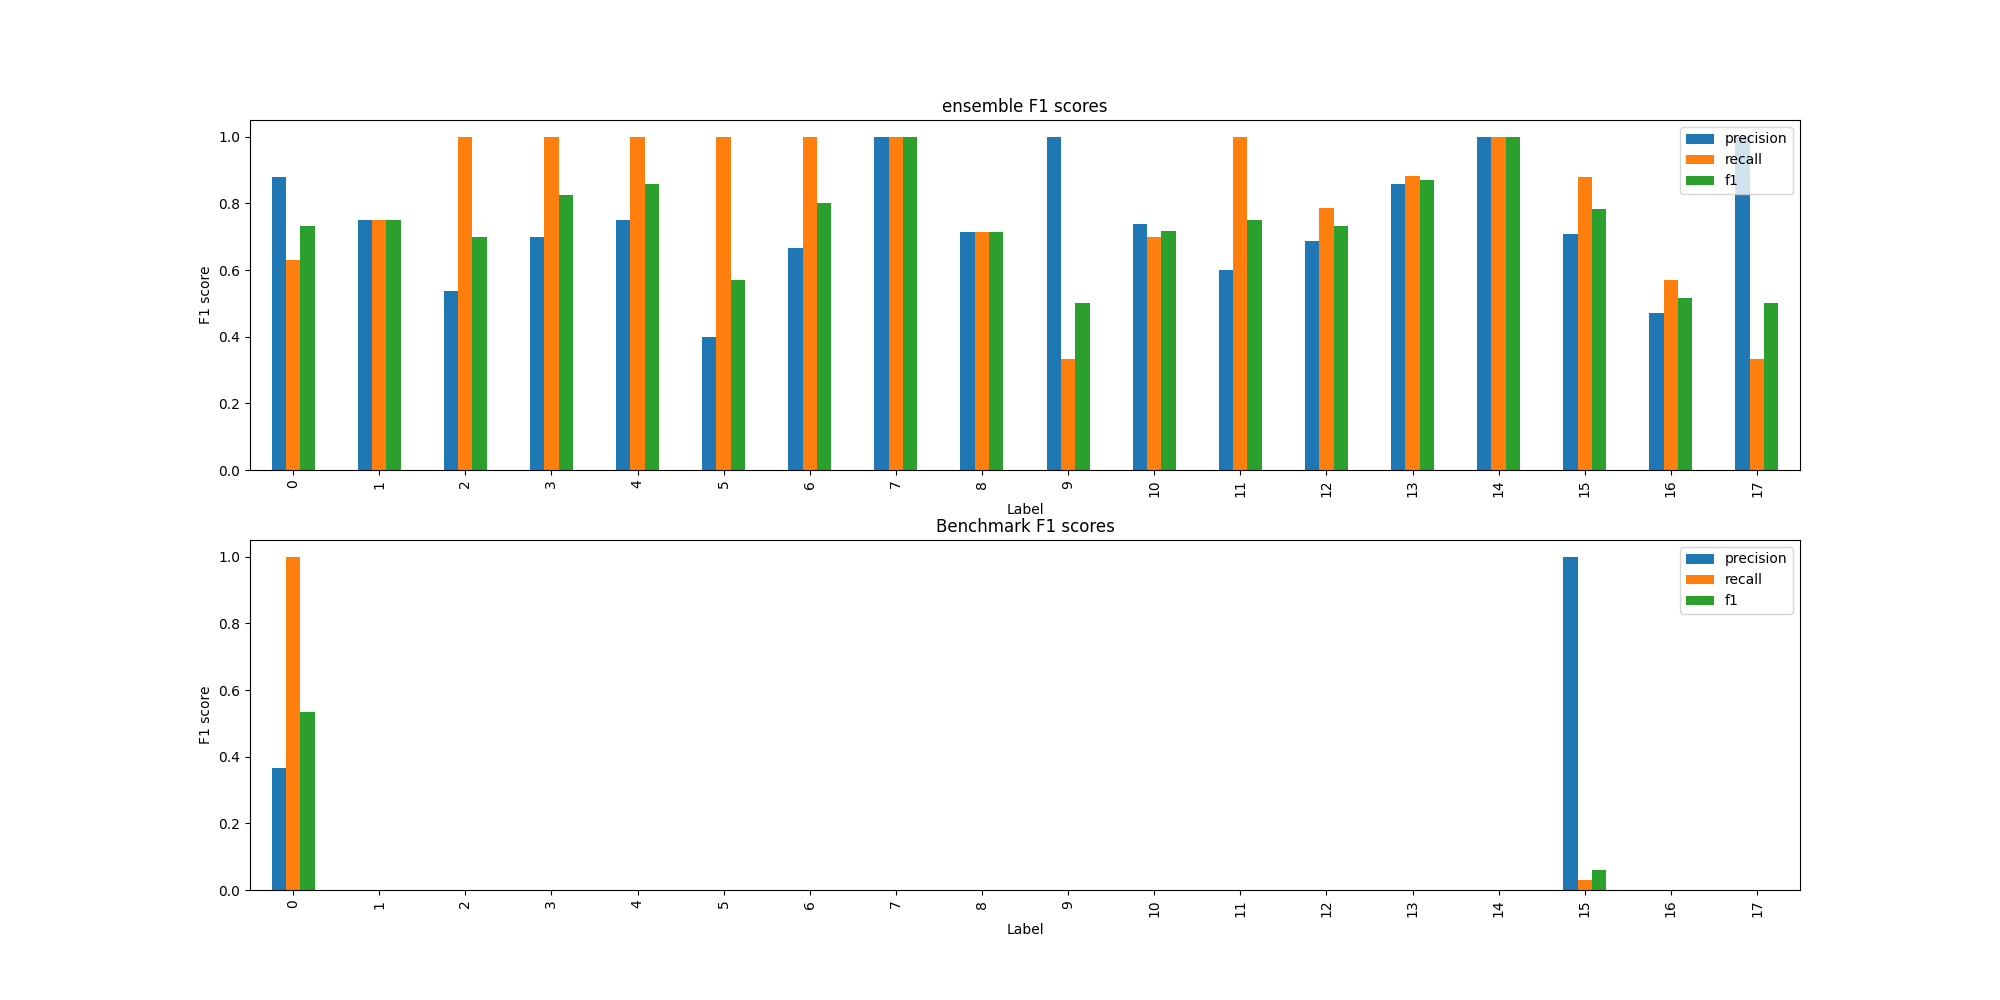 ensemble F1 scores
1.0
0.8
0.6
0.4
0.2
0.0
F1 score
precision
recall
f1
0 1 2 3 4 5 6 7 8 9 10 11 12 13 14 15 16 17
Label
Benchmark F1 scores
1.0
0.8
0.6
0.4
0.2
0.0
F1 score
precision
recall
f1
0 1 2 3 4 5 6 7 8 9 10 11 12 13 14 15 16 17
Label